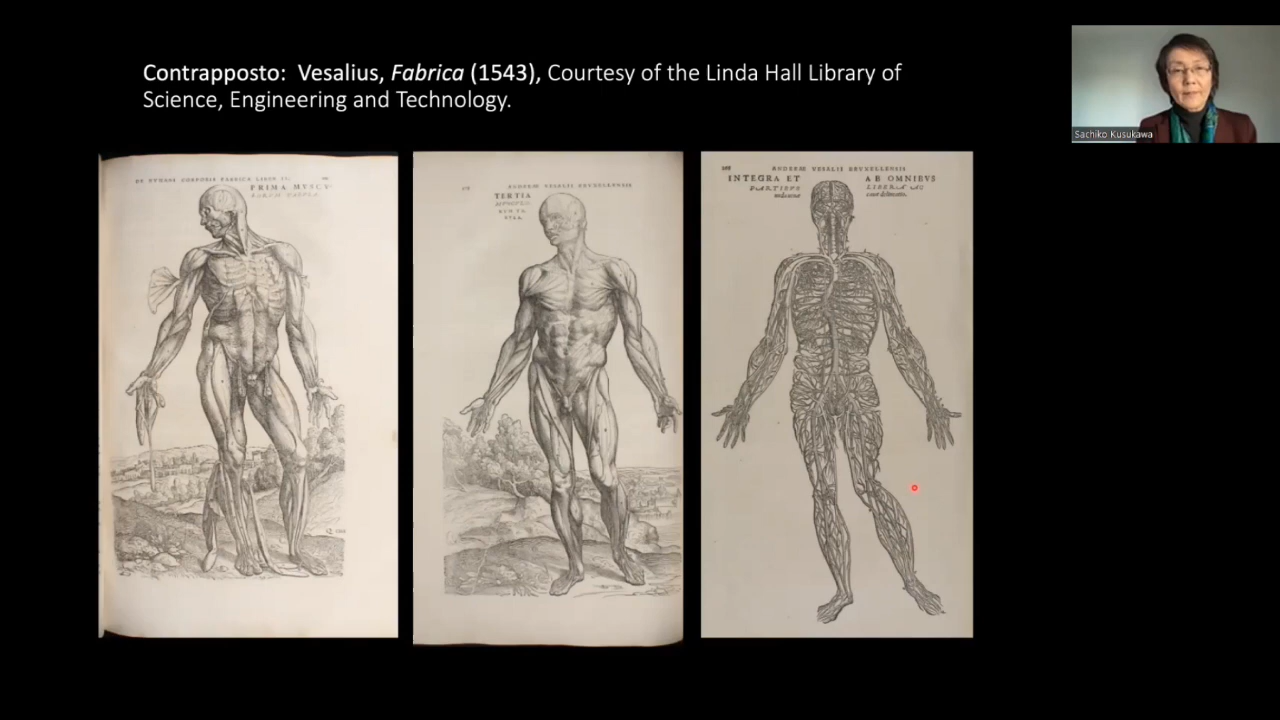 Contrapposto: Vesalius, Fabrica (1543), Courtesy of the Linda Hall Library of
Science, Engineering and Technology.
Sachiko Kusukawa
PRIMA MVSCV
ANDREAE VESALII BRVXELLENSIS
TERTIA
ANDREAE VESALII BRVXELLENSIS
INTEGRA ET AB OMNIBVS